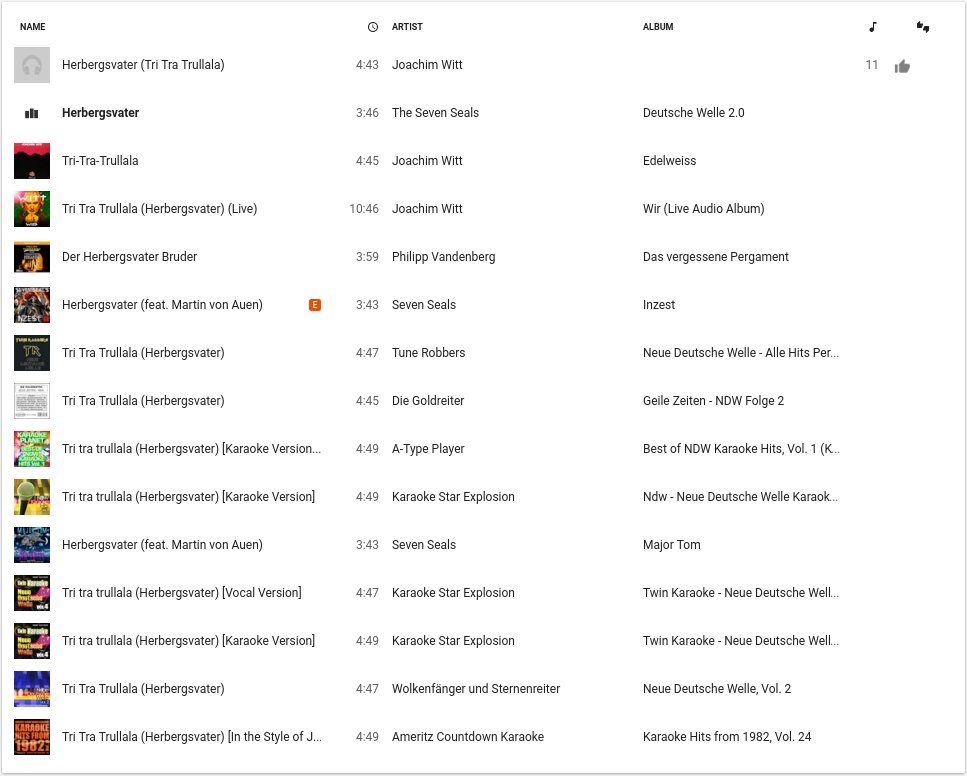 NAME ARTIST ALBUM
Herbergsvater (Tri Tra Trullala) 4:43 Joachim Witt 11
Herbergsvater 3:46 The Seven Seals Deutsche Welle 2.0
Tri-Tra-Trullala 4:45 Joachim Witt Edelweiss
Tri Tra Trullala (Herbergsvater) (Live) 10:46 Joachim Witt Wir (Live Audio Album)
Der Herbergsvater Bruder 3:59 Philipp Vandenberg Das vergessene Pergament
Herbergsvater (feat. Martin von Auen) E 3:43 Seven Seals Inzest
Tri Tra Trullala (Herbergsvater) 4:47 Tune Robbers Neue Deutsche Welle - Alle Hits Per...
Tri Tra Trullala (Herbergsvater) 4:45 Die Goldreiter Geile Zeiten - NDW Folge 2
Tri tra trullala (Herbergsvater) [Karaoke Version... 4:49 A-Type Player Best of NDW Karaoke Hits, Vol. 1 (K...
Tri tra trullala (Herbergsvater) [Karaoke Version] 4:49 Karaoke Star Explosion Ndw - Neue Deutsche Welle Karaok...
Herbergsvater (feat. Martin von Auen) 3:43 Seven Seals Major Tom
Tri tra trullala (Herbergsvater) [Vocal Version] 4:47 Karaoke Star Explosion Twin Karaoke - Neue Deutsche Well...
Tri tra trullala (Herbergsvater) [Karaoke Version] 4:49 Karaoke Star Explosion Twin Karaoke - Neue Deutsche Well...
Tri Tra Trullala (Herbergsvater) 4:47 Wolkenfänger und Sternenreiter Neue Deutsche Welle, Vol. 2
Tri Tra Trullala (Herbergsvater) [In the Style of J... 4:49 Ameritz Countdown Karaoke Karaoke Hits from 1982, Vol. 24